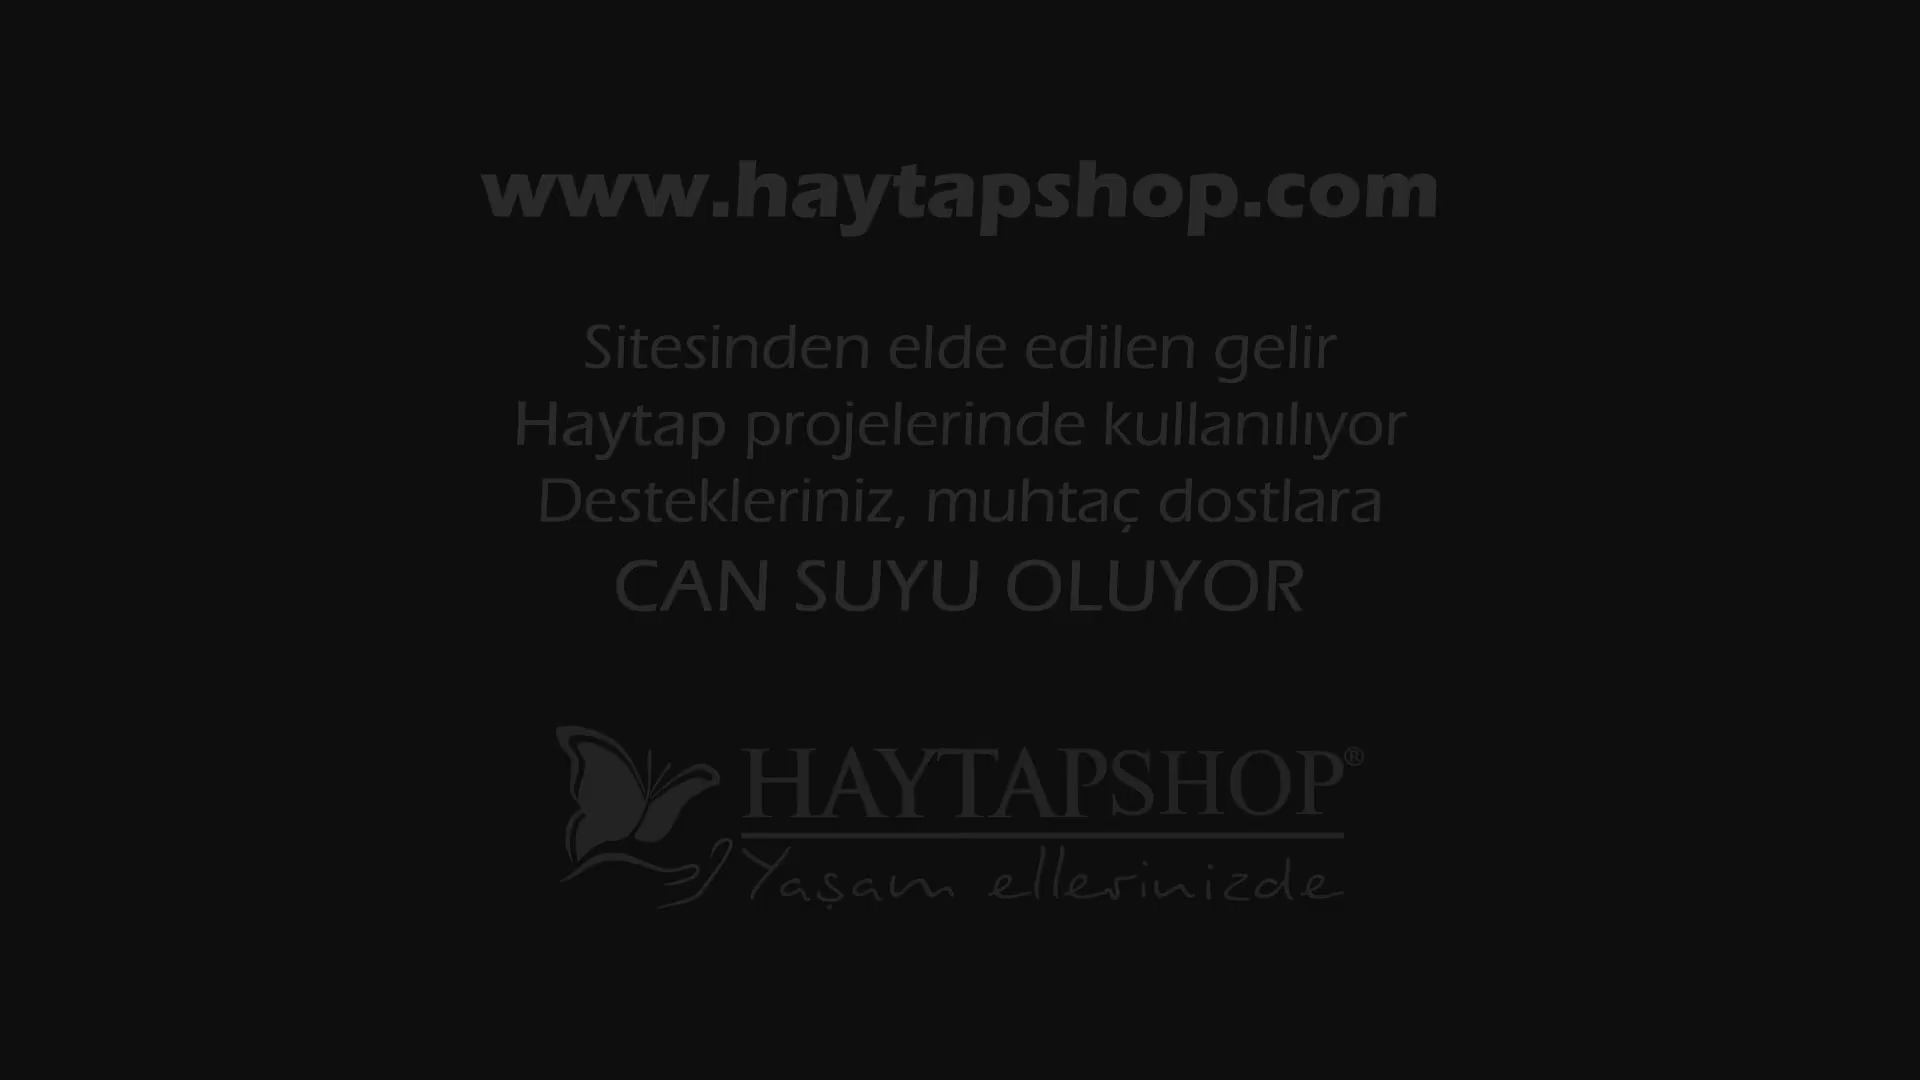 www.haytapshop.com
Sitesinden elde edilen gelir
Haytap projelerinde kullanılıyor
Destekleriniz, muhtaç dostlara
CAN SUYU OLUYOR
HAYTAPSHOP®
Yaşam ellerinizde